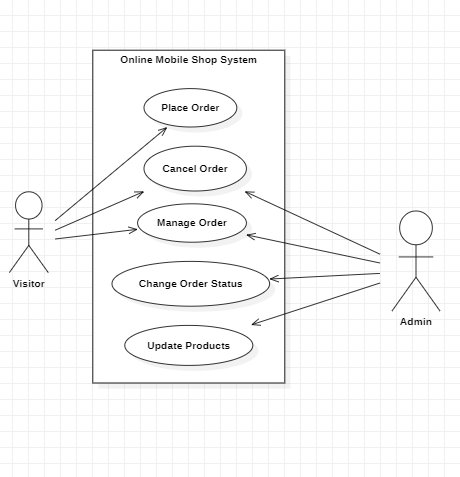 Online Mobile Shop System
Place Order
Cancel Order
Manage Order
Visitor
Change Order Status
Admin
Update Products